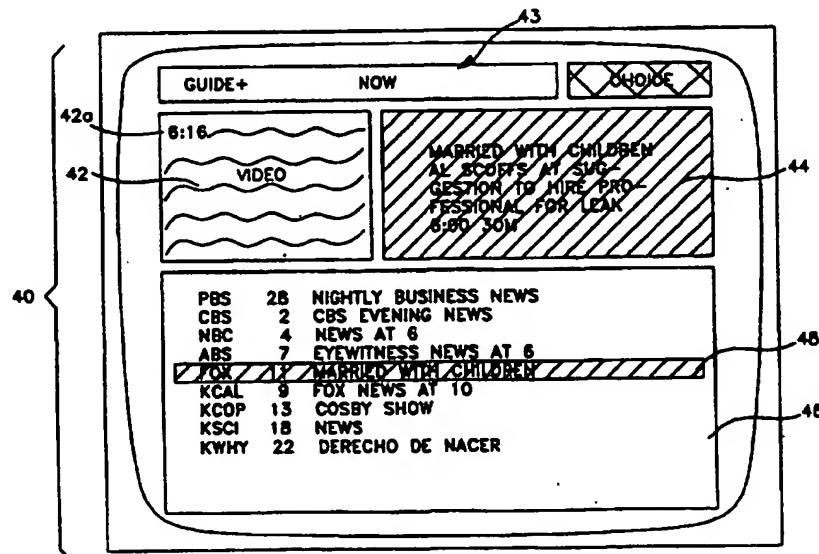 43
GUIDE+ NOW CHOICE
42a
6:16
42
VIDEO
MARRIED WITH CHILDREN
AL SCOFFS AT SUG-
GESTION TO HIRE PRO-
FESSIONAL FOR LEAK
6:00 30M
44
40
PBS 28 NIGHTLY BUSINESS NEWS
CBS 2 CBS EVENING NEWS
NBC 4 NEWS AT 6
ABS 7 EYEWITNESS NEWS AT 6
48
FOX 11 MARRIED WITH CHILDREN
KCAL 9 FOX NEWS AT 10
KCOP 13 COSBY SHOW
46
KSCI 18 NEWS
KWHY 22 DERECHO DE NACER